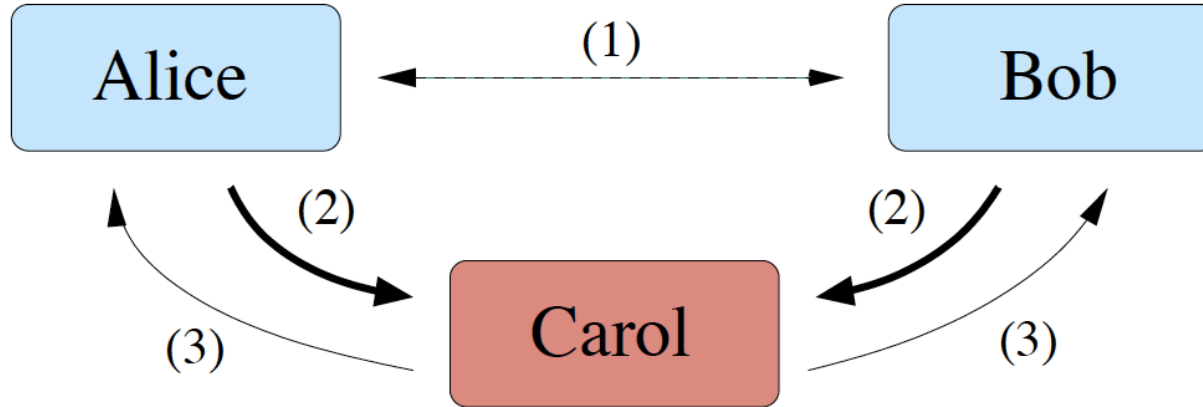 (1)
Alice
Bob
(2)
(2)
Carol
(3)
(3)